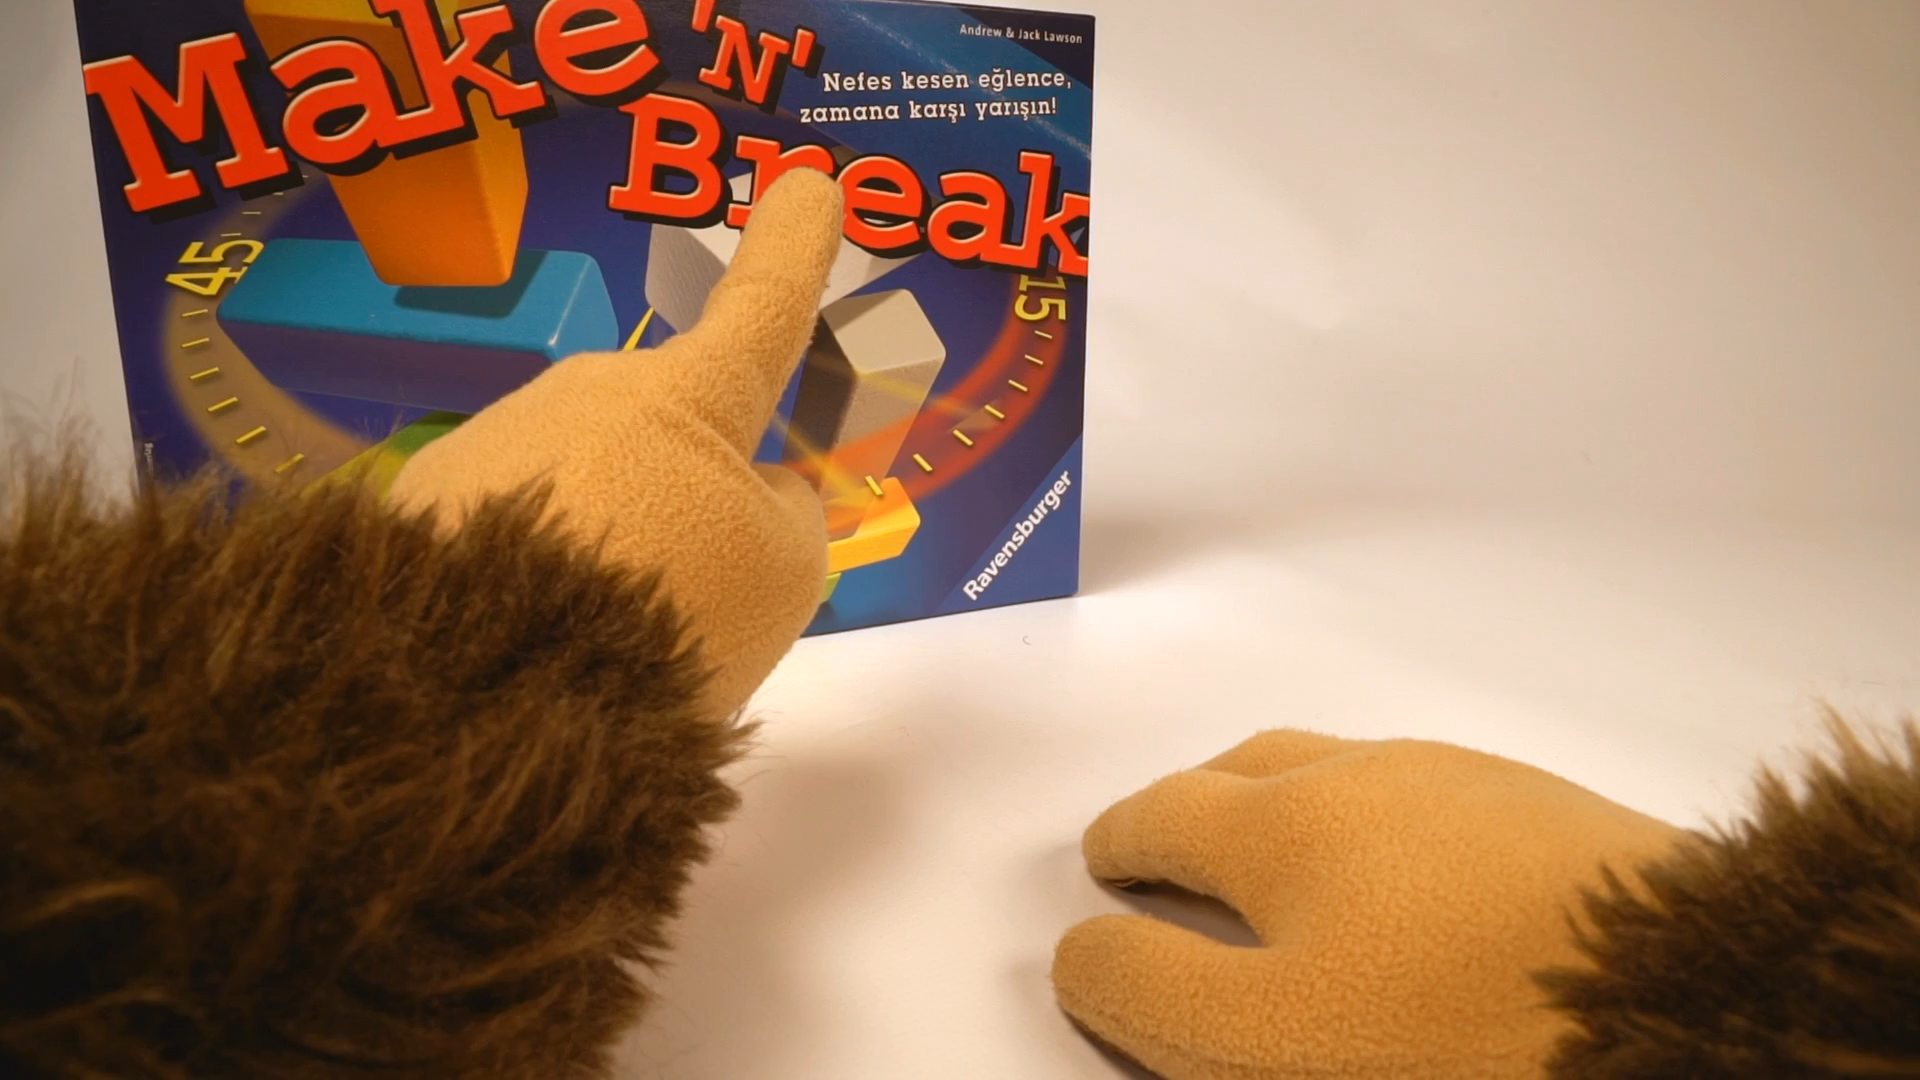 Andrew & Jack Lawson
Make 'N'
Break
Nefes kesen eğlence,
zamana karşı yarışın!
45
15
Ravensburger